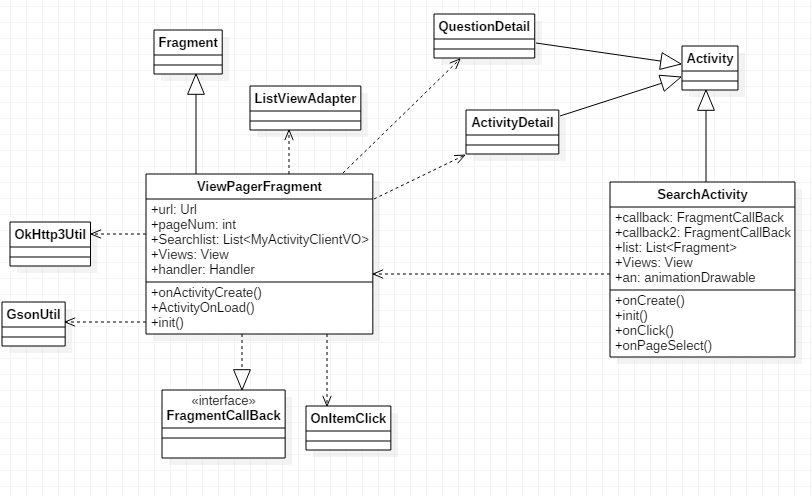 QuestionDetail
Fragment
Activity
ListViewAdapter
ActivityDetail
ViewPagerFragment
+url: Url
+pageNum: int
+Searchlist: List<MyActivityClientVO>
+Views: View
+handler: Handler
+onActivityCreate()
+ActivityOnLoad()
+init()
SearchActivity
+callback: FragmentCallBack
+callback2: FragmentCallBack
+list: List<Fragment>
+Views: View
+an: animationDrawable
+onCreate()
+init()
+onClick()
+onPageSelect()
OkHttp3Util
GsonUtil
«interface»
FragmentCallBack
OnItemClick